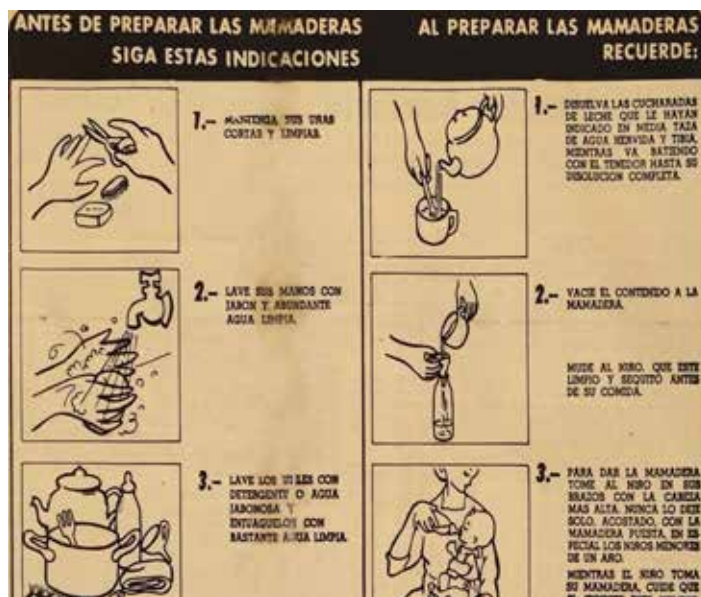 ANTES DE PREPARAR LAS MAMADERAS
SIGA ESTAS INDICACIONES
1.- MANTENGA SUS UÑAS
CORTAS Y LIMPIAS.
2.- LAVE SUS MANOS CON
JABON Y ABUNDANTE
AGUA LIMPIA.
3.- LAVE LOS UTILES CON
DETERGENTE O AGUA
JABONOSA Y
ENJUAGUELOS CON
BASTANTE AGUA LIMPIA.
AL PREPARAR LAS MAMADERAS
RECUERDE:
1.- DISUELVA LAS CUCHARADAS
DE LECHE QUE LE HAYAN
INDICADO EN MEDIA TAZA
DE AGUA HERVIDA Y TIBIA,
MIENTRAS VA BATIENDO
CON EL TENEDOR HASTA SU
DISOLUCION COMPLETA.
2.- VACIE EL CONTENIDO A LA
MAMADERA.
MUDE AL NIÑO, QUE ESTE
LIMPIO Y SEQUITO ANTES
DE SU COMIDA.
3.- PARA DAR LA MAMADERA
TOME AL NIÑO EN SUS
BRAZOS CON LA CABEZA
MAS ALTA. NUNCA LO DEJE
SOLO, ACOSTADO, CON LA
MAMADERA PUESTA, EN ES-
PECIAL LOS NIÑOS MENORES
DE UN AÑO.
MIENTRAS EL NIÑO TOMA
SU MAMADERA, CUIDE QUE